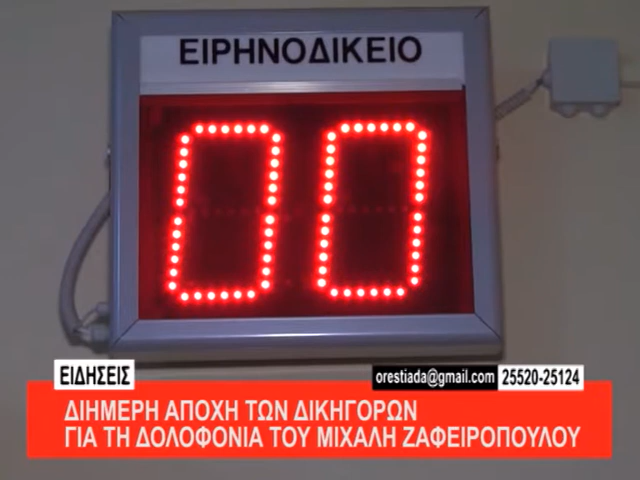 ΕΙΡΗΝΟΔΙΚΕΙΟ
00
ΕΙΔΗΣΕΙΣ
orestiada@gmail.com 25520-25124
ΔΙΗΜΕΡΗ ΑΠΟΧΗ ΤΩΝ ΔΙΚΗΓΟΡΩΝ
ΓΙΑ ΤΗ ΔΟΛΟΦΟΝΙΑ ΤΟΥ ΜΙΧΑΛΗ ΖΑΦΕΙΡΟΠΟΥΛΟΥ